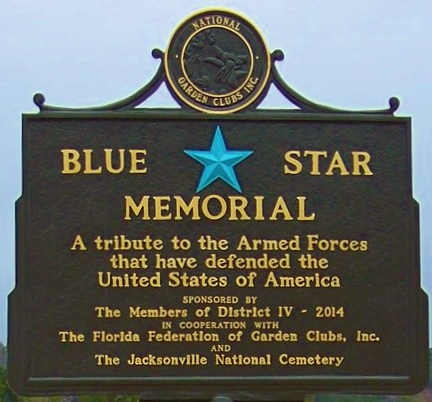 NATIONAL
GARDEN CLUBS INC.
BLUE STAR
MEMORIAL
A tribute to the Armed Forces
that have defended the
United States of America
SPONSORED BY
The Members of District IV - 2014
IN COOPERATION WITH
The Florida Federation of Garden Clubs, Inc.
AND
The Jacksonville National Cemetery